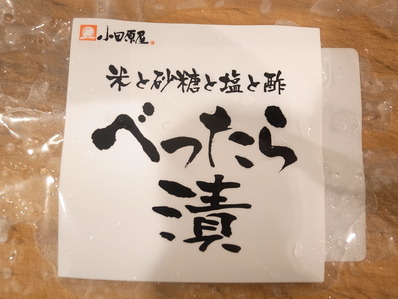 小田原屋
米と砂糖と塩と酢
べったら
漬